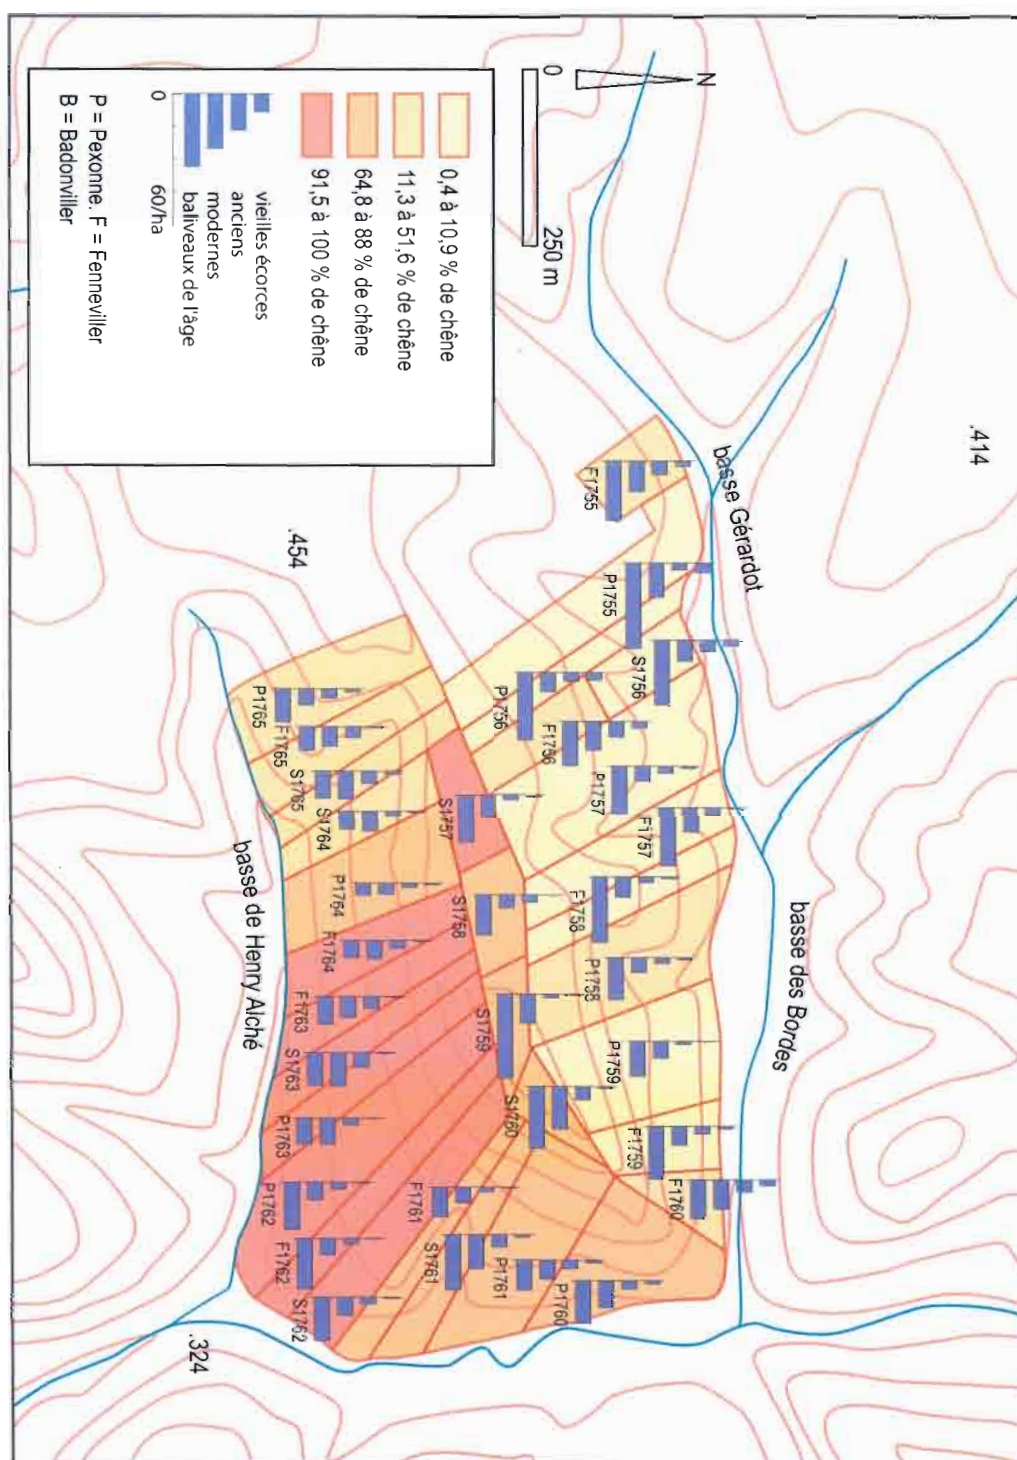 N
0 250 m
0,4 à 10,9 % de chêne
11,3 à 51,6 % de chêne
64,8 à 88 % de chêne
91,5 à 100 % de chêne
vieilles écorces
anciens
modernes
baliveaux de l'âge
0 60/ha
P = Pexonne. F = Fenneviller
B = Badonviller
.414
basse Gérardot
basse des Bordes
F1755
P1755
S1756
P1756
F1756
P1757
F1757
S1757
F1758
P1758
S1758
P1759
F1759
S1759
F1760
S1760
P1760
P1761
S1761
F1761
.454
P1765
F1765
S1765
S1764
P1764
F1764
F1763
S1763
P1763
P1762
F1762
S1762
basse de Henry Alché
.324